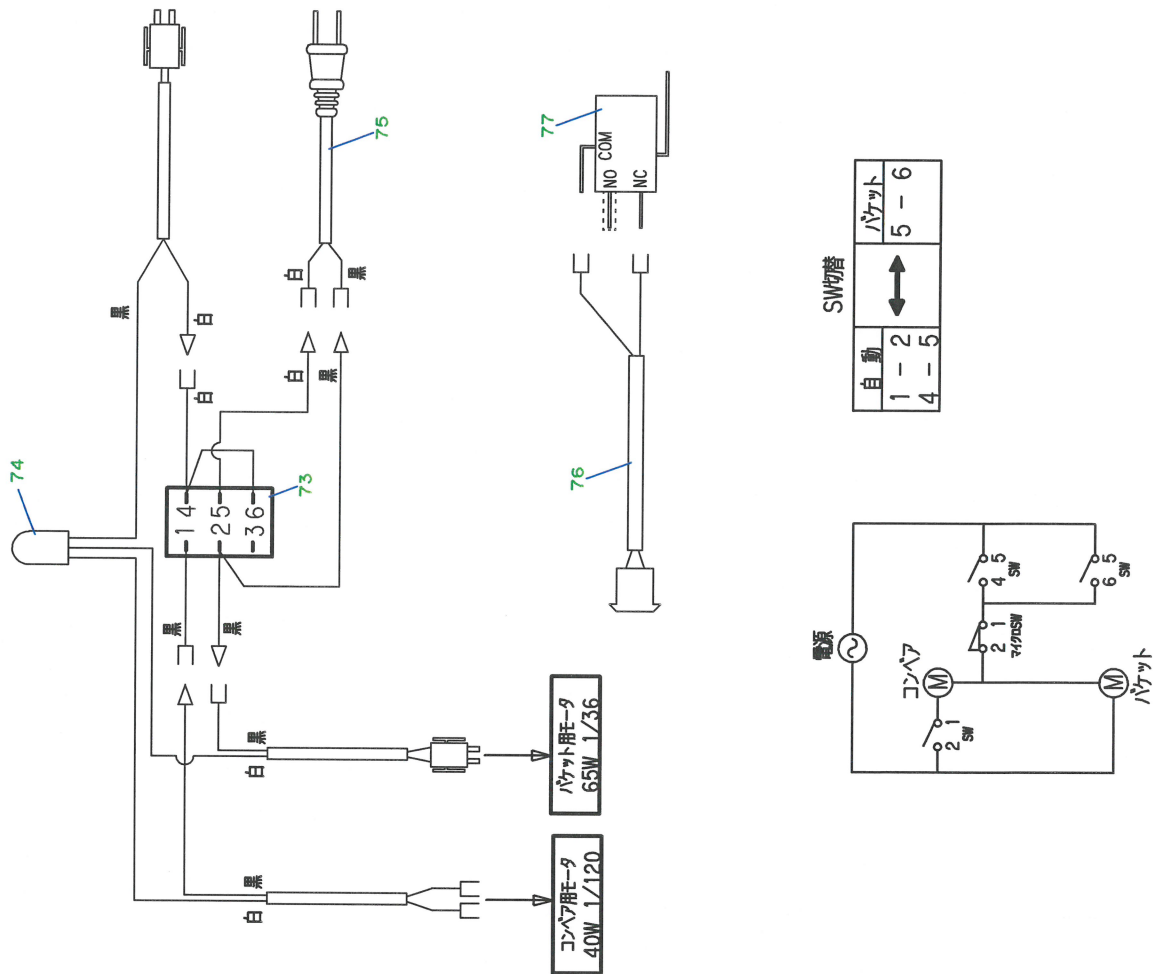 74
黒
白
白
1 4
2 5
3 6
73
黒
黒
白
黒
白
黒
75
黒
白
黒
白
バケット用モータ
65W 1/36
コンベア用モータ
40W 1/120
77
COM
NO
NC
76
SW切替
自動
バケット
1 - 2
4 - 5
5 - 6
電源
コンベア
M
2
1
SW
2
1
マイクロSW
4
5
SW
6
5
SW
M
バケット